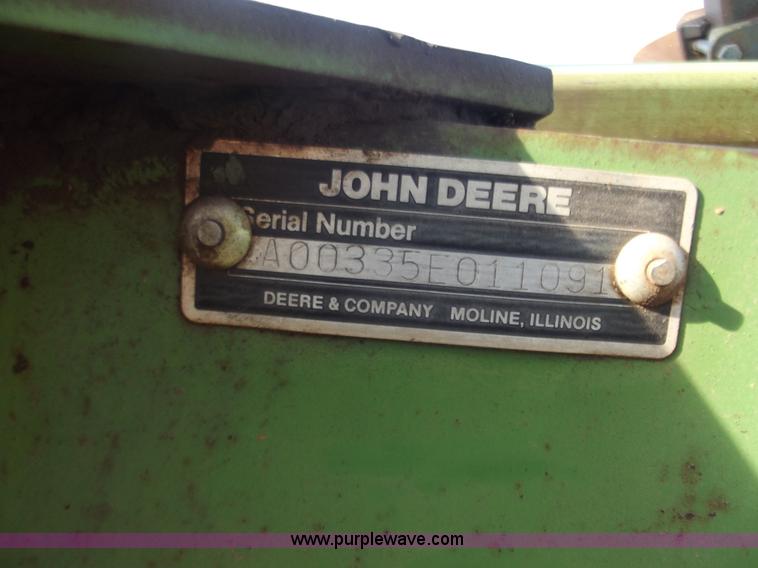 JOHN DEERE
Serial Number
A00335E011091
DEERE & COMPANY MOLINE, ILLINOIS
www.purplewave.com